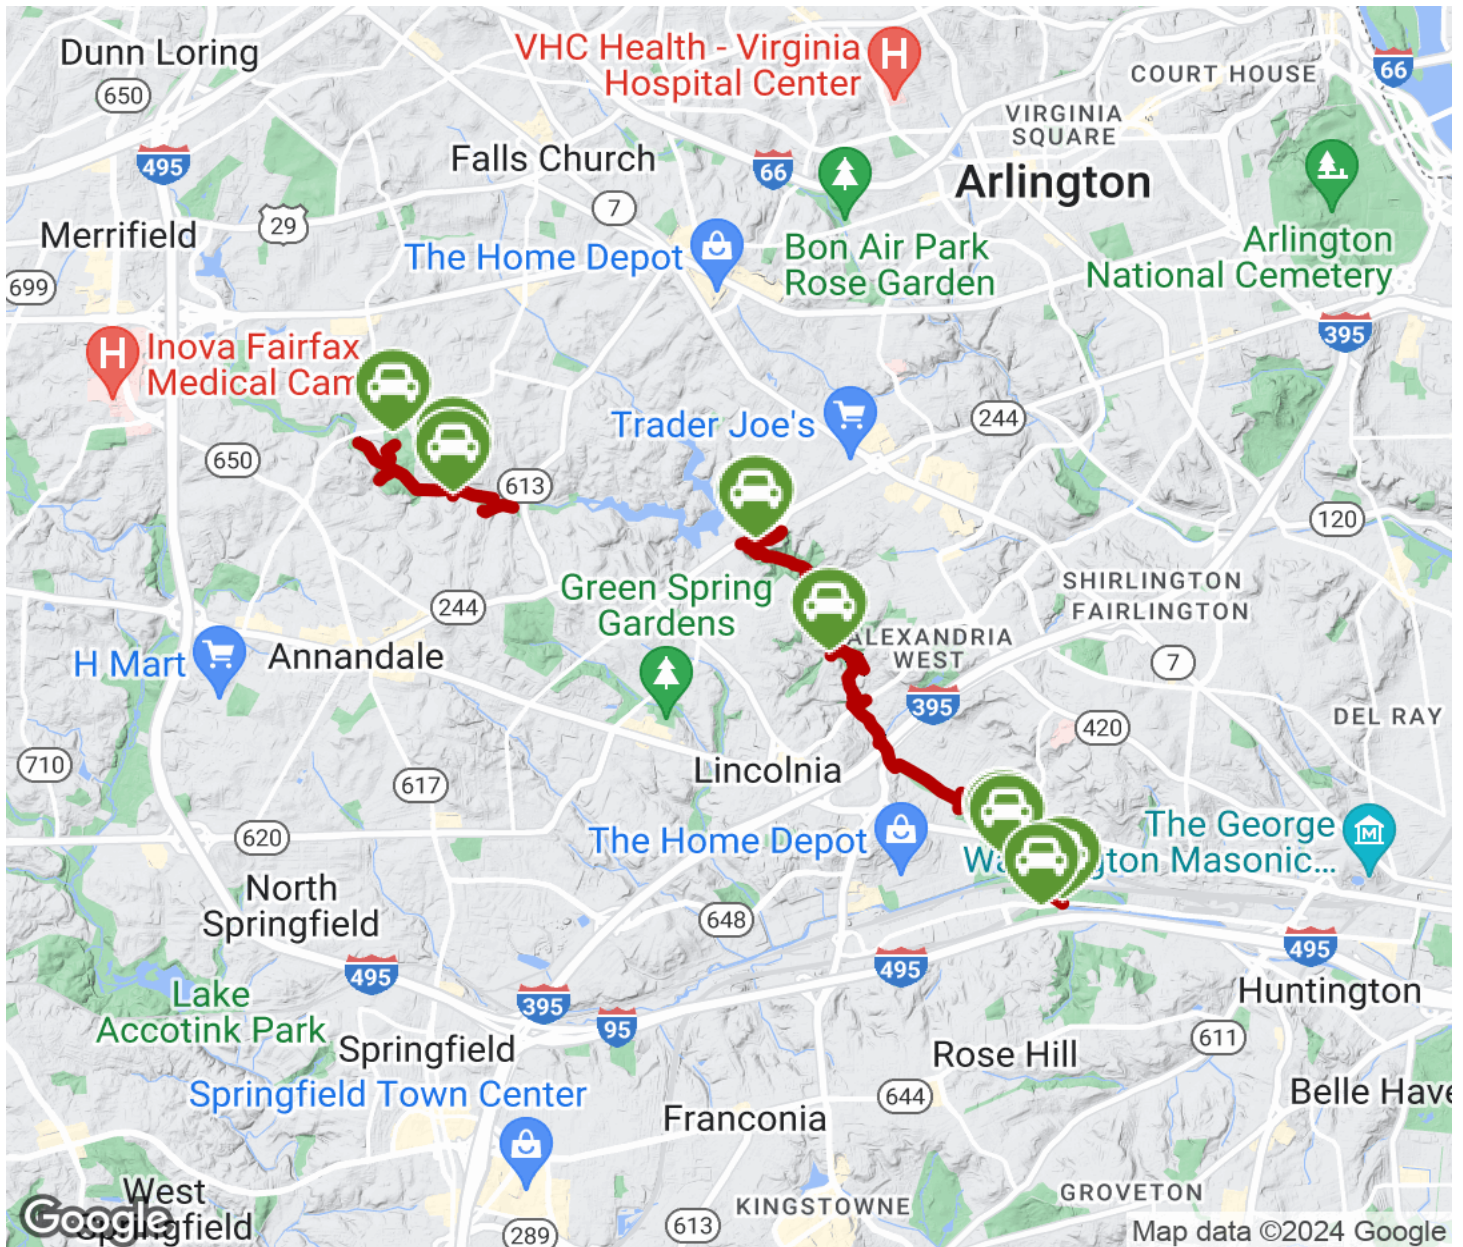 Dunn Loring
650
VHC Health - Virginia
Hospital Center
H
COURT HOUSE
66
VIRGINIA
SQUARE
495
Falls Church
66
Arlington
7
29
Merrifield
The Home Depot
Bon Air Park
Rose Garden
Arlington
National Cemetery
699
395
H
Inova Fairfax
Medical Cam
Trader Joe's
244
650
613
120
Green Spring
Gardens
SHIRLINGTON
FAIRLINGTON
244
ALEXANDRIA
WEST
H Mart
Annandale
7
395
DEL RAY
420
710
617
Lincolnia
620
The Home Depot
The George
Wa gton Masonic...
M
North
Springfield
648
495
495
495
Lake
Accotink Park
395
95
Huntington
611
Springfield
Rose Hill
Springfield Town Center
644
Belle Have
Franconia
West
Springfield
KINGSTOWNE
GROVETON
613
289
Google
Map data ©2024 Google